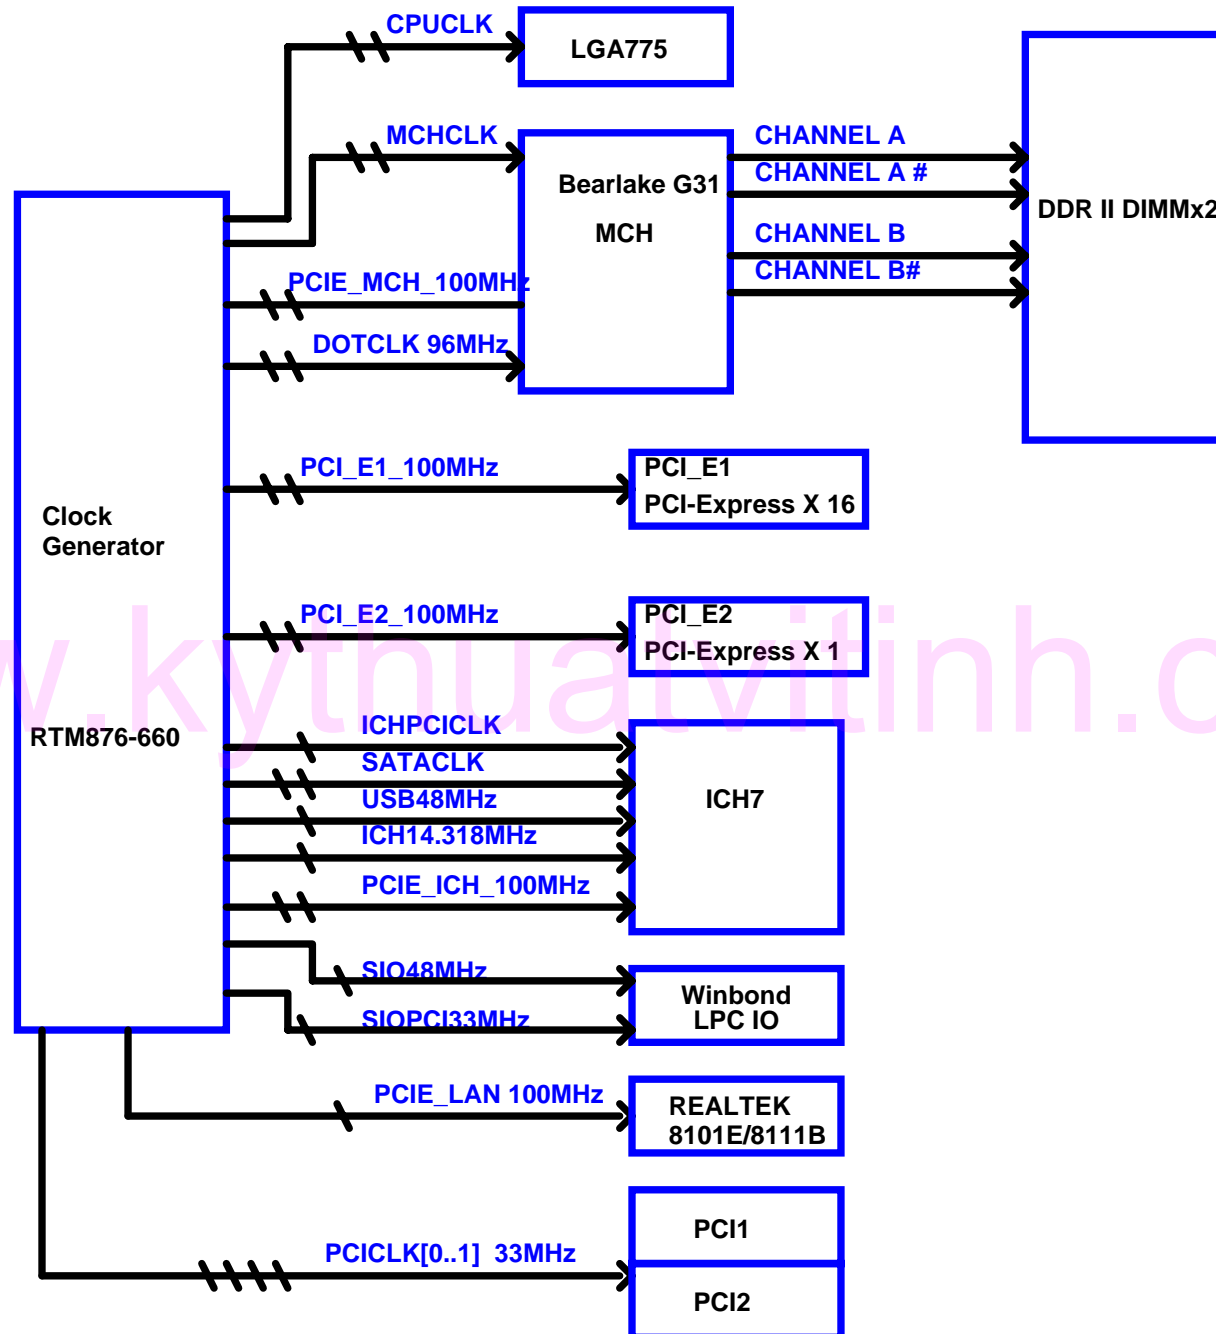 CPUCLK
LGA775
MCHCLK
Bearlake G31
MCH
CHANNEL A
CHANNEL A #
CHANNEL B
CHANNEL B#
DDR II DIMMx2
PCIE_MCH_100MHz
DOTCLK 96MHz
PCI_E1_100MHz
PCI_E1
PCI-Express X 16
Clock
Generator
PCI_E2_100MHz
PCI_E2
PCI-Express X 1
w.kythuatvitinh.c
RTM876-660
ICHPCICLK
SATACLK
USB48MHz
ICH14.318MHz
PCIE_ICH_100MHz
ICH7
SIO48MHz
SIOPCI33MHz
Winbond
LPC IO
PCIE_LAN 100MHz
REALTEK
8101E/8111B
PCICLK[0..1] 33MHz
PCI1
PCI2